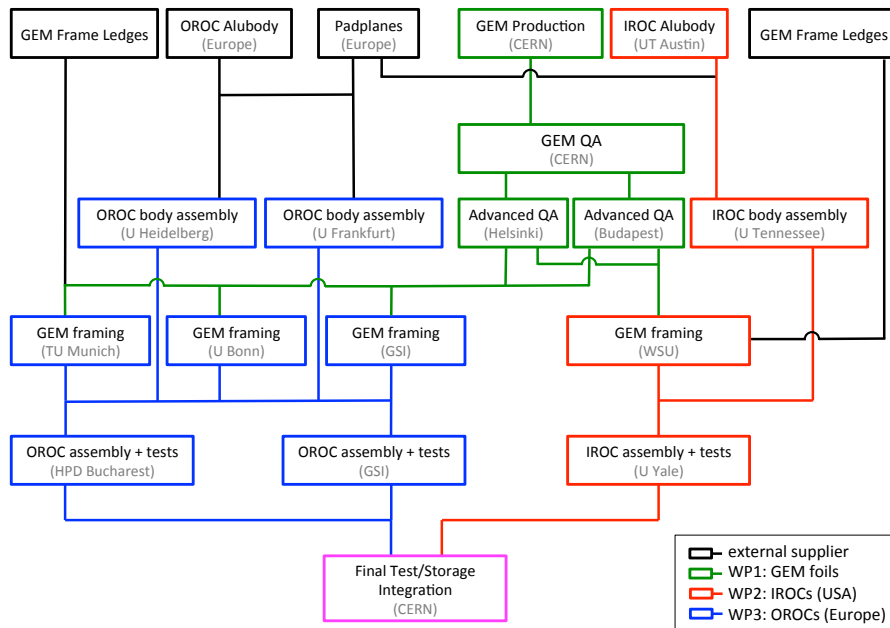 GEM Frame Ledges
OROC Alubody
(Europe)
Padplanes
(Europe)
GEM Production
(CERN)
IROC Alubody
(UT Austin)
GEM Frame Ledges
GEM QA
(CERN)
OROC body assembly
(U Heidelberg)
OROC body assembly
(U Frankfurt)
Advanced QA
(Helsinki)
Advanced QA
(Budapest)
IROC body assembly
(U Tennessee)
GEM framing
(TU Munich)
GEM framing
(U Bonn)
GEM framing
(GSI)
GEM framing
(WSU)
OROC assembly + tests
(HPD Bucharest)
OROC assembly + tests
(GSI)
IROC assembly + tests
(U Yale)
Final Test/Storage
Integration
(CERN)
external supplier
WP1: GEM foils
WP2: IROCs (USA)
WP3: OROCs (Europe)